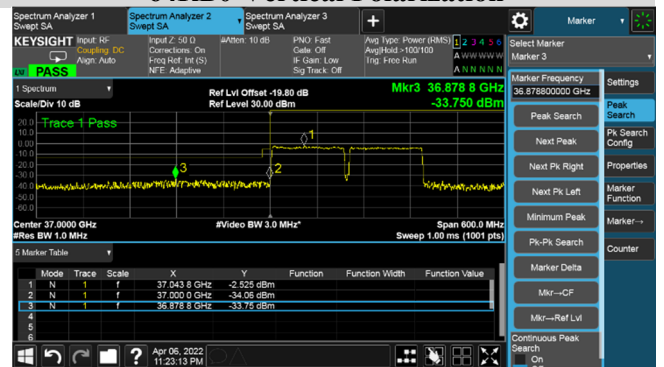 Spectrum Analyzer 1
Swept SA
Spectrum Analyzer 2
Swept SA
Spectrum Analyzer 3
Swept SA
+
Marker
KEYSIGHT
Input: RF
Coupling: DC
Align: Auto
Input Z: 50 Ω
Corrections: On
Freq Ref: Int (S)
NFE: Adaptive
#Atten: 10 dB
PNO: Fast
Gate: Off
IF Gain: Low
Sig Track: Off
Avg Type: Power (RMS)
Avg|Hold:>100/100
Trig: Free Run
1 2 3 4 5 6
A W W W W W
A N N N N N
LXI PASS
Select Marker
Marker 3
1 Spectrum
Scale/Div 10 dB
Ref Lvl Offset -19.80 dB
Ref Level 30.00 dBm
Mkr3 36.878 8 GHz
-33.750 dBm
Trace 1 Pass
20.0
10.0
0.00
-10.0
-20.0
-30.0
-40.0
-50.0
-60.0
1
2
3
Center 37.0000 GHz
#Res BW 1.0 MHz
#Video BW 3.0 MHz*
Span 600.0 MHz
Sweep 1.00 ms (1001 pts)
5 Marker Table
Mode Trace Scale X Y Function Function Width Function Value
1 N 1 f 37.043 8 GHz -2.525 dBm
2 N 1 f 37.000 0 GHz -34.06 dBm
3 N 1 f 36.878 8 GHz -33.75 dBm
4
5
6
Marker Frequency
36.878800000 GHz
Peak Search
Next Peak
Next Pk Right
Next Pk Left
Minimum Peak
Pk-Pk Search
Marker Delta
Mkr→CF
Mkr→Ref Lvl
Continuous Peak
Search
On
Off
Settings
Peak
Search
Pk Search
Config
Properties
Marker
Function
Marker→
Counter
?
Apr 06, 2022
11:23:13 PM